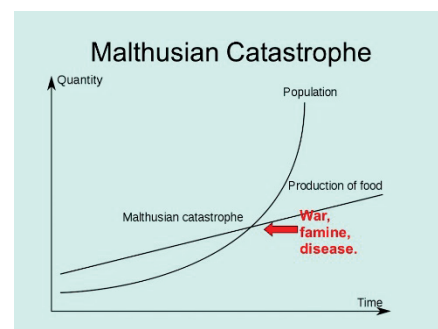 Malthusian Catastrophe
Quantity
Population
Production of food
Malthusian catastrophe
War,
famine,
disease.
Time